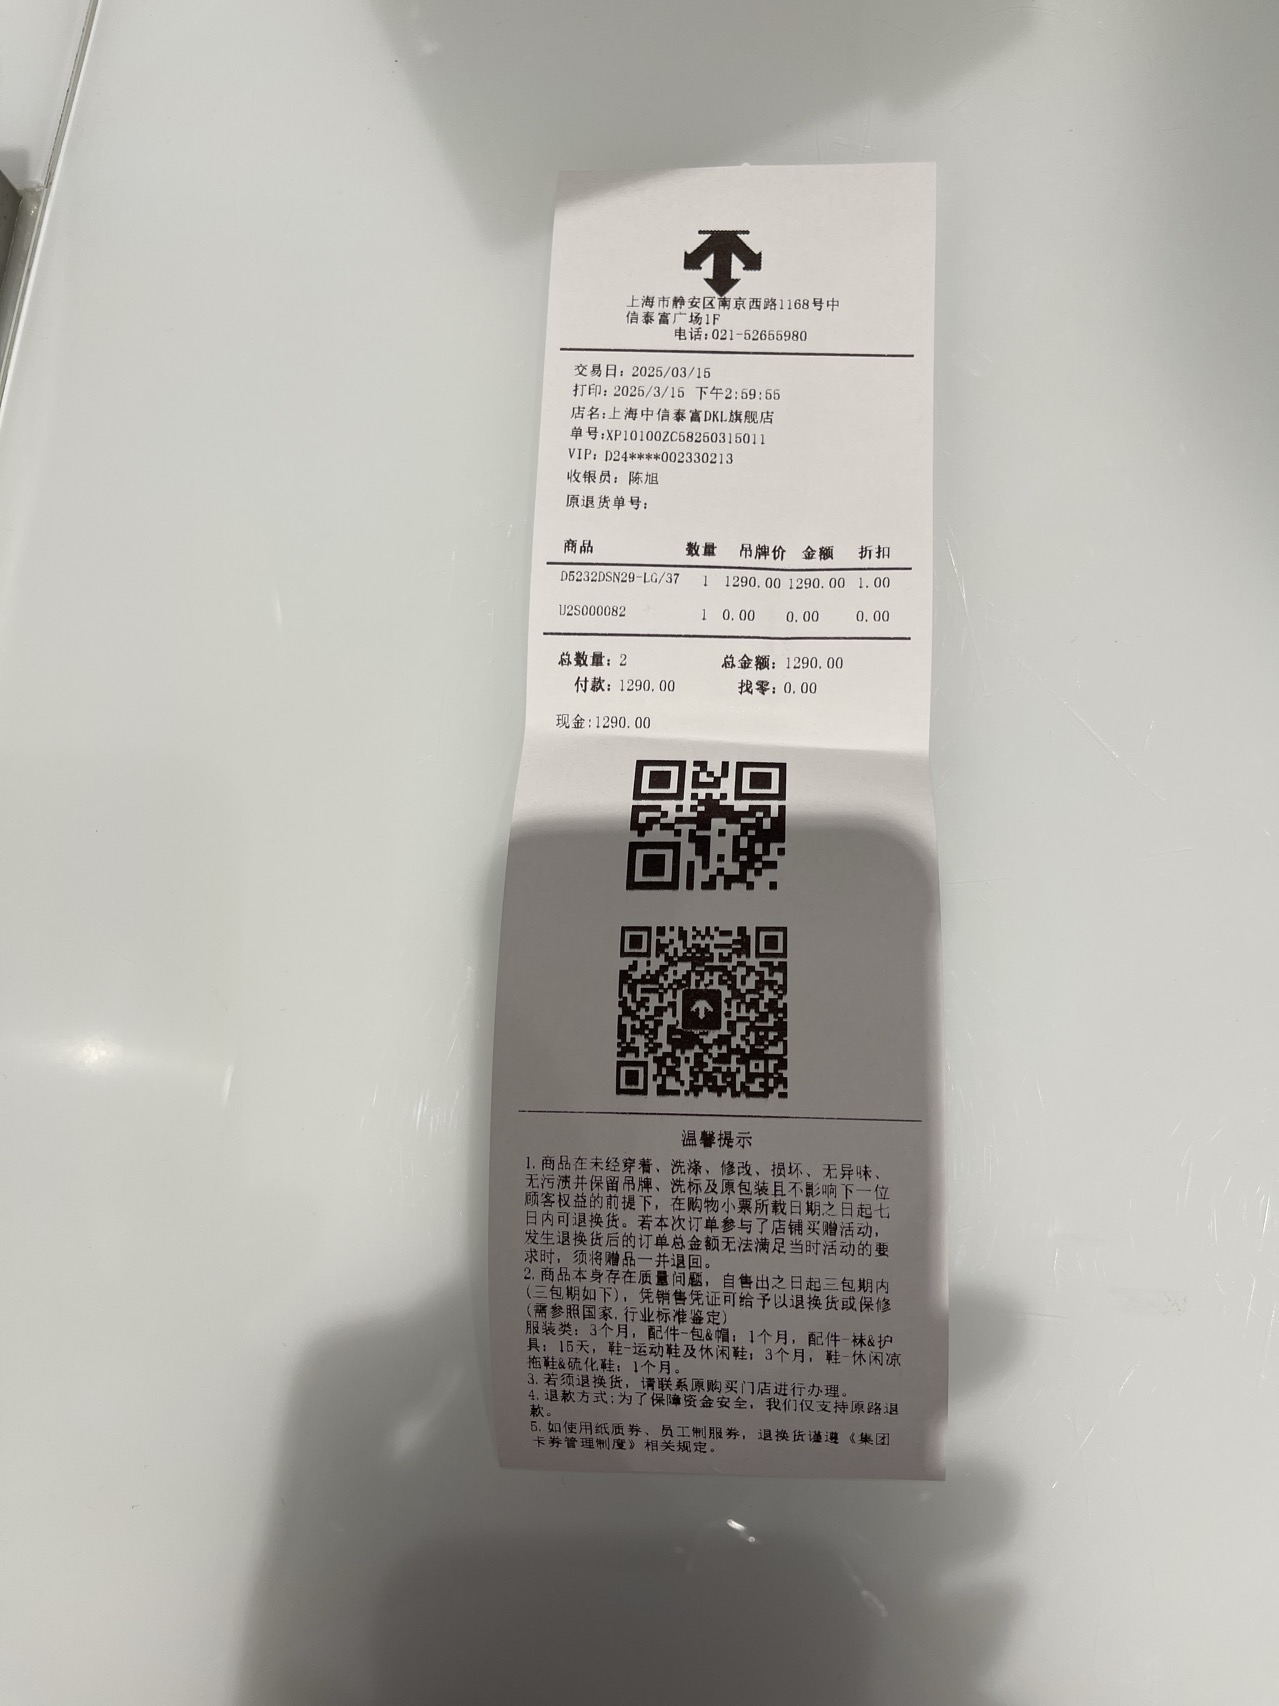 上海市静安区南京西路1168号中
信泰富广场1F
电话:021-52655980
交易日: 2025/03/15
打印: 2025/3/15 下午2:59:55
店名:上海中信泰富DKL旗舰店
单号:XP10100ZC58250315011
VIP: D24****002330213
收银员: 陈旭
原退货单号:
商品 数量 吊牌价 金额 折扣
D5232DSN29-LG/37 1 1290.00 1290.00 1.00
U2S000082 1 0.00 0.00 0.00
总数量: 2 总金额: 1290.00
付款: 1290.00 找零: 0.00
现金:1290.00
温馨提示
1.商品在未经穿着、洗涤、修改、损坏、无异味、
无污渍并保留吊牌、洗标及原包装且不影响下一位
顾客权益的前提下，在购物小票所载日期之日起七
日内可退换货。若本次订单参与了店铺买赠活动，
发生退换货后的订单总金额无法满足当时活动的要
求时，须将赠品一并退回。
2.商品本身存在质量问题，自售出之日起三包期内
(三包期如下)，凭销售凭证可给予以退换货或保修
(需参照国家,行业标准鉴定)
服装类: 3个月, 配件-包&帽: 1个月, 配件-袜&护
具: 15天, 鞋-运动鞋及休闲鞋: 3个月, 鞋-休闲凉
拖鞋&硫化鞋: 1个月。
3.若须退换货，请联系原购买门店进行办理。
4.退款方式:为了保障资金安全，我们仅支持原路退
款。
5.如使用纸质券、员工制服券，退换货谨遵《集团
卡券管理制度》相关规定。